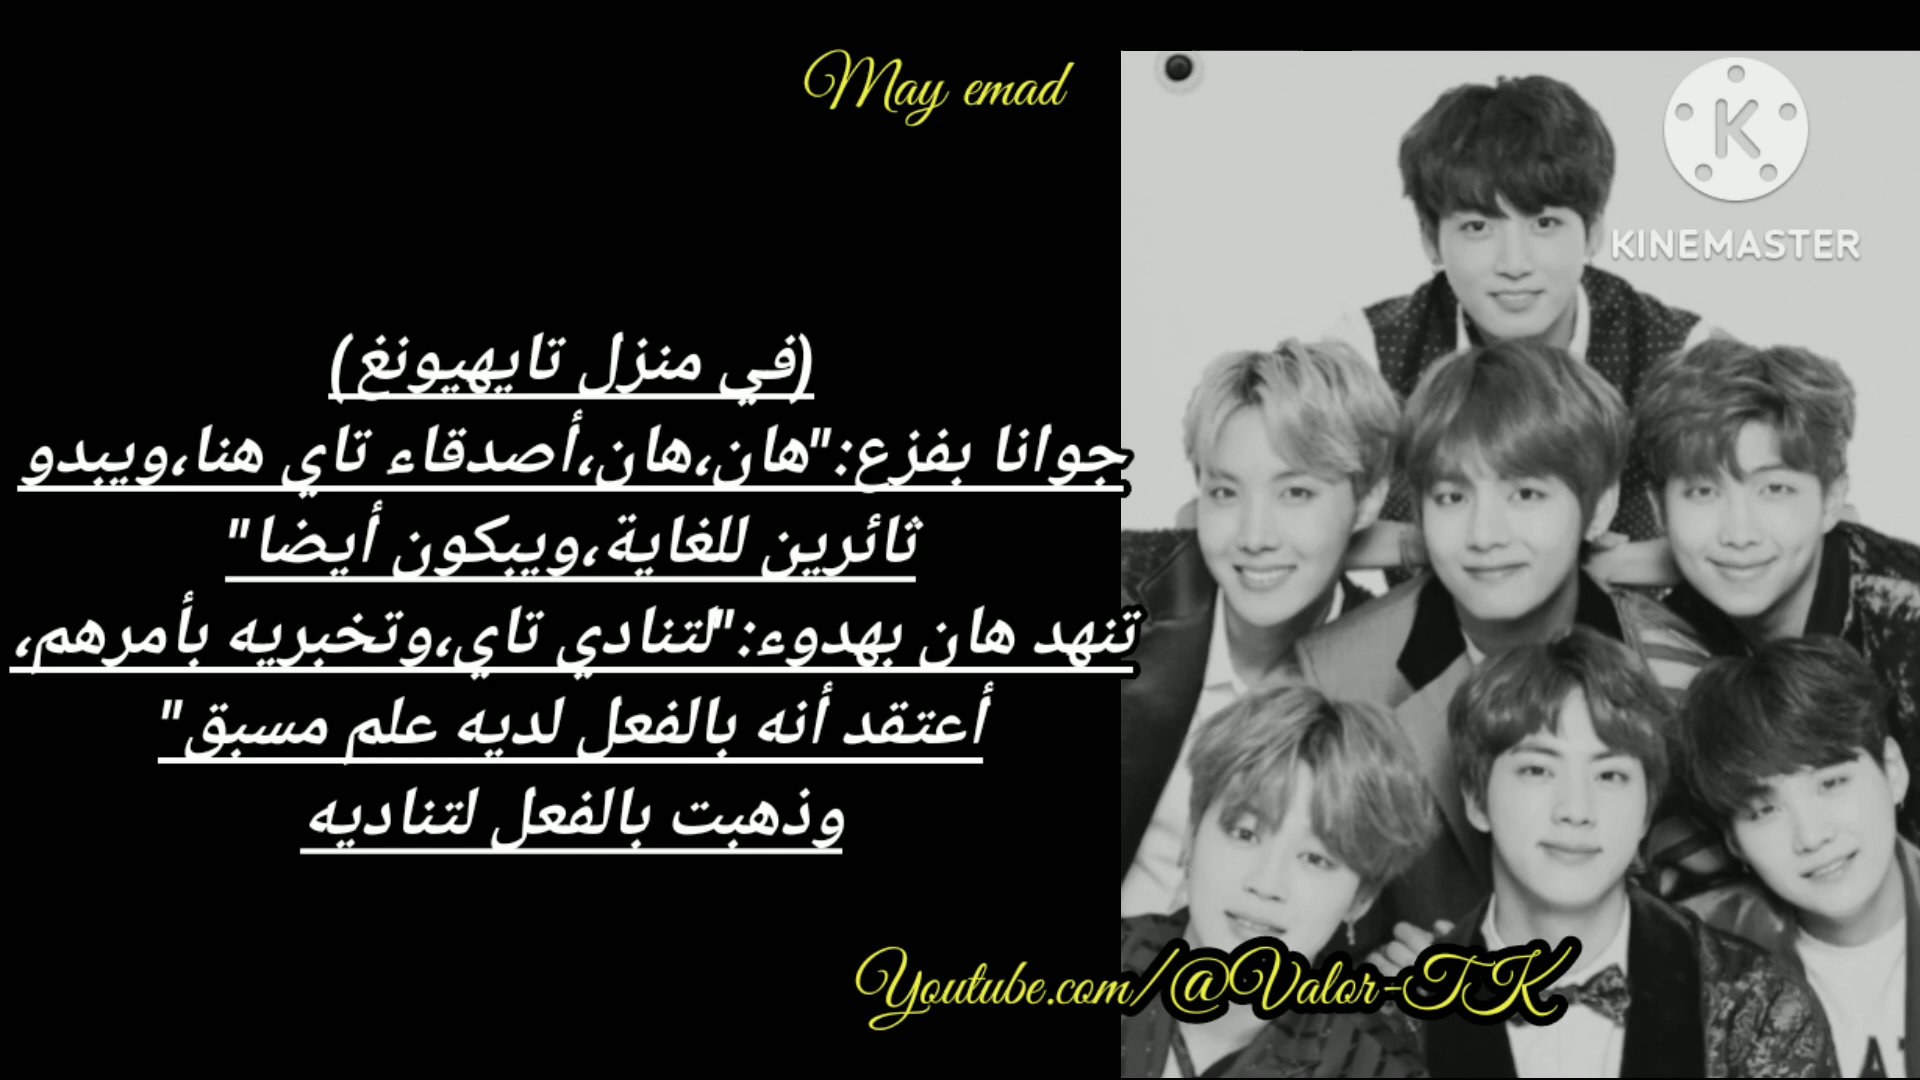 May emad
K
KINEMASTER
(في منزل تايهيونغ)
جوانا بفزع:"هان،هان،أصدقاء تاي هنا،ويبدو
ثائرين للغاية،ويبكون أيضا"
تنهد هان بهدوء:"لتنادي تاي،وتخبريه بأمرهم،
أعتقد أنه بالفعل لديه علم مسبق"
وذهبت بالفعل لتناديه
Youtube.com/@Valor-TK